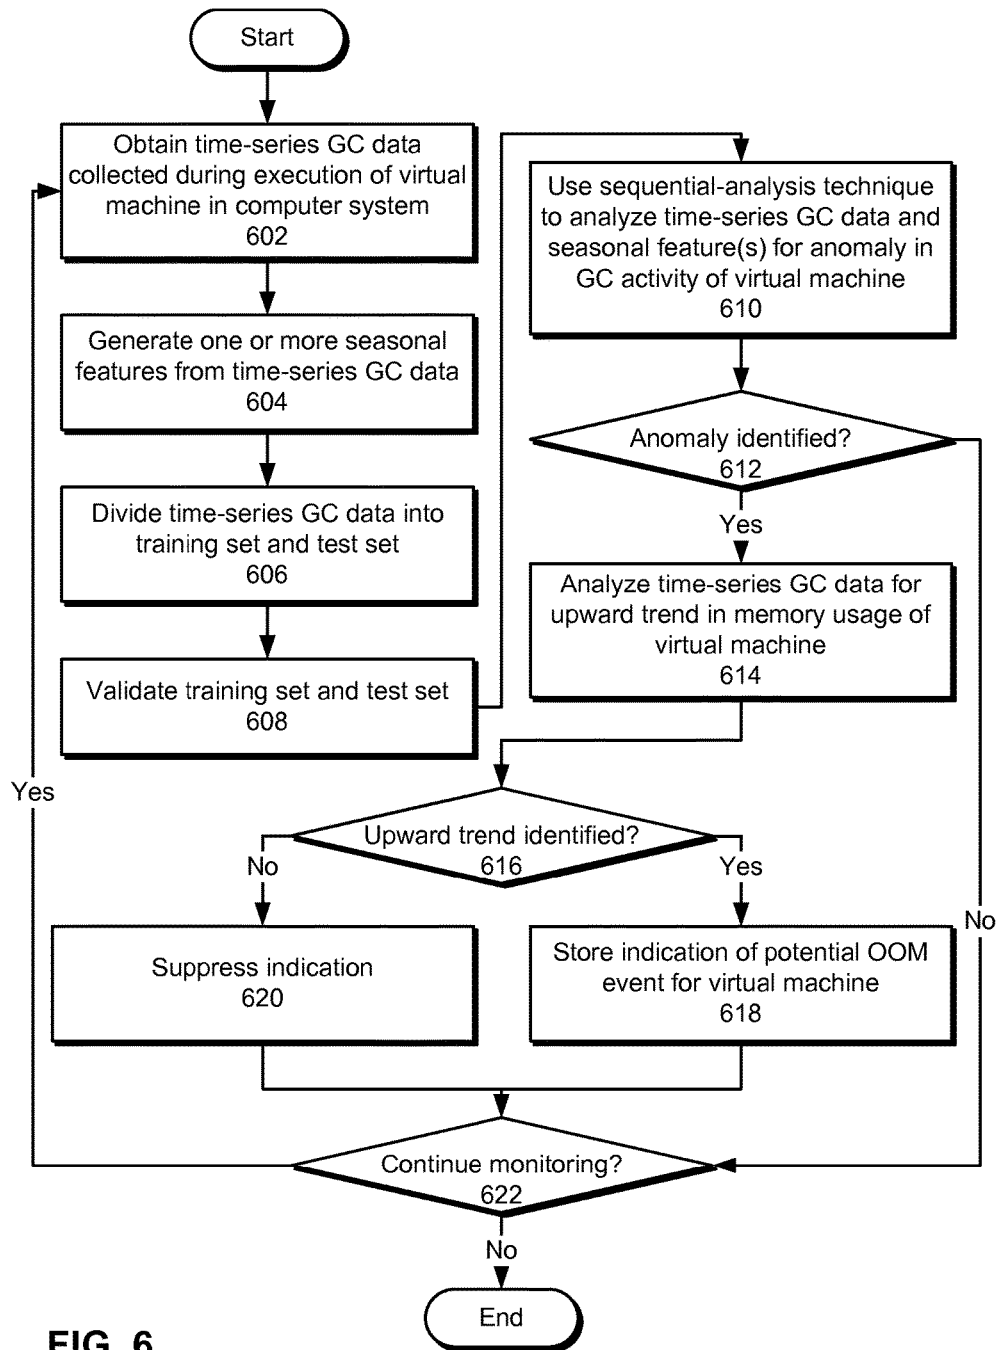 Start
Obtain time-series GC data
collected during execution of virtual
machine in computer system
602
Generate one or more seasonal
features from time-series GC data
604
Divide time-series GC data into
training set and test set
606
Validate training set and test set
608
Use sequential-analysis technique
to analyze time-series GC data and
seasonal feature(s) for anomaly in
GC activity of virtual machine
610
Anomaly identified?
612
Yes
Analyze time-series GC data for
upward trend in memory usage of
virtual machine
614
Upward trend identified?
616
No
Yes
Suppress indication
620
Store indication of potential OOM
event for virtual machine
618
Yes
No
Continue monitoring?
622
No
End
FIG. 6